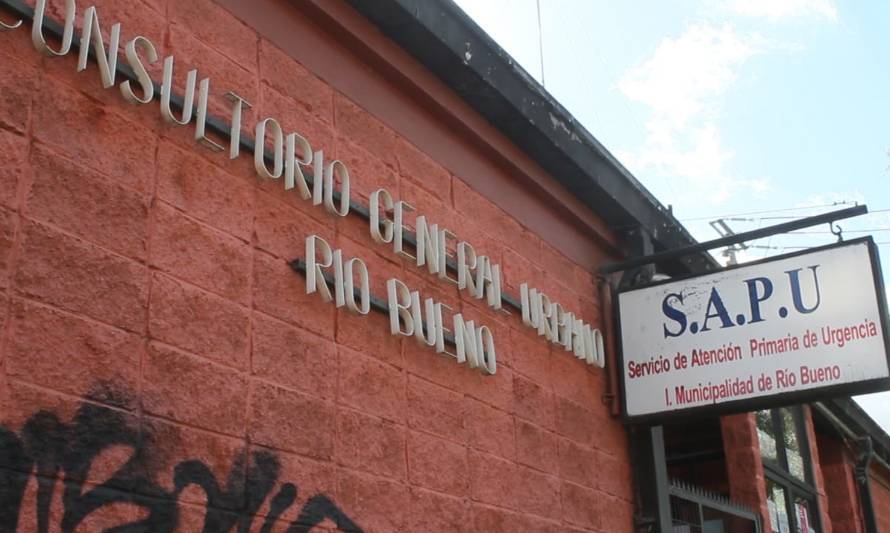 CONSULTORIO GENERAL URBANO
RIO BUENO
S.A.P.U
Servicio de Atención Primaria de Urgencia
I. Municipalidad de Río Bueno